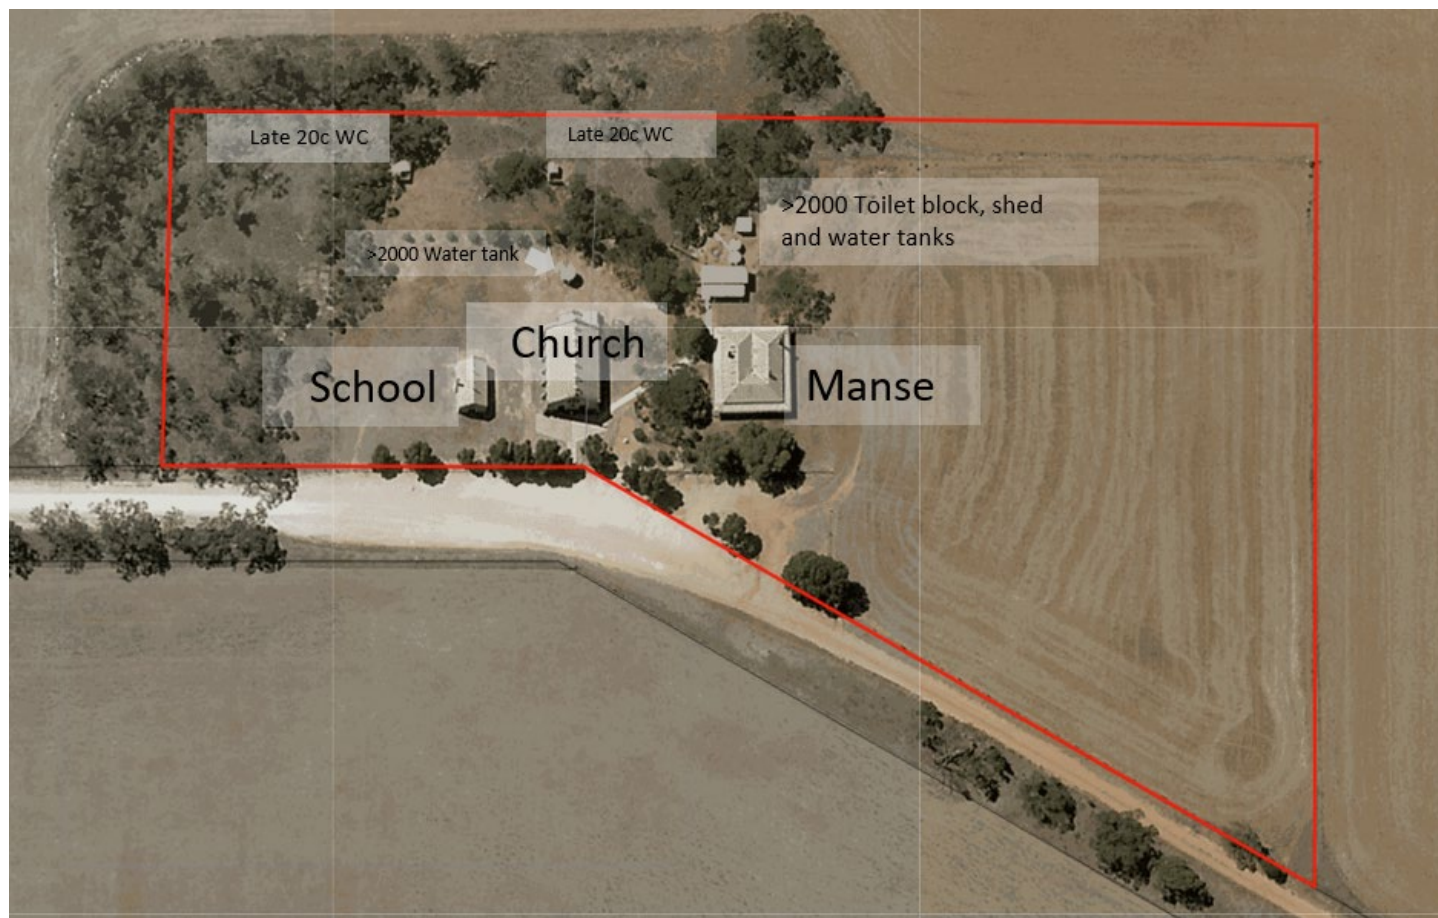 Late 20c WC
Late 20c WC
>2000 Toilet block, shed
and water tanks
>2000 Water tank
Church
School
Manse